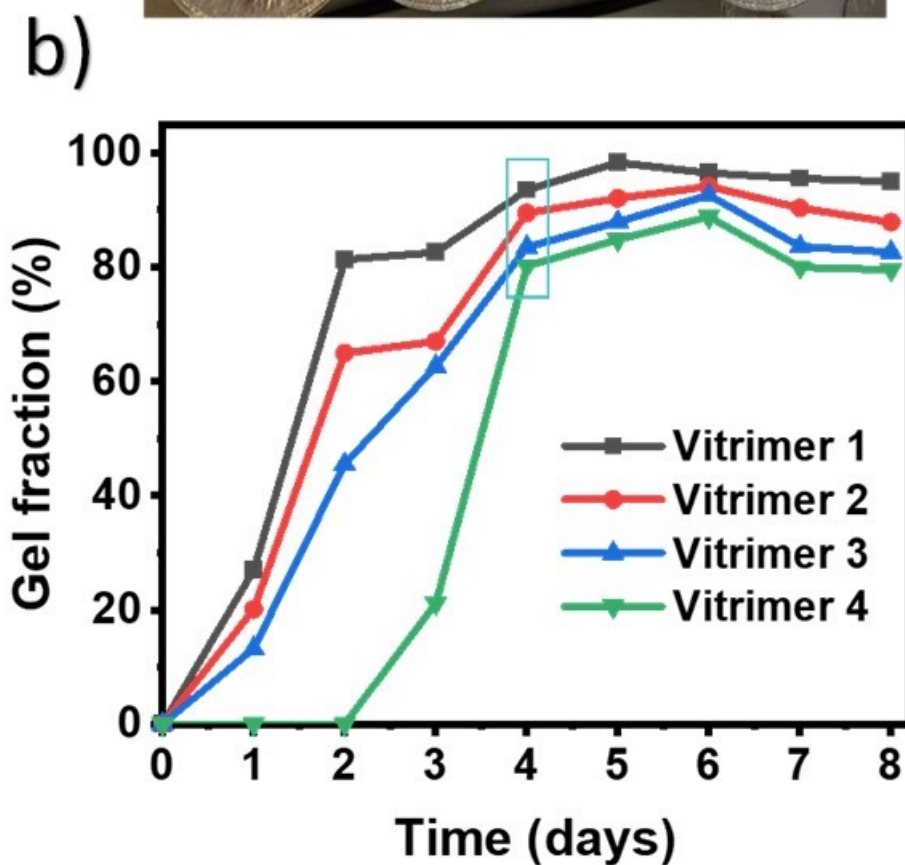 b)
100
80
60
40
20
0
Gel fraction (%)
Vitrimer 1
Vitrimer 2
Vitrimer 3
Vitrimer 4
0 1 2 3 4 5 6 7 8
Time (days)